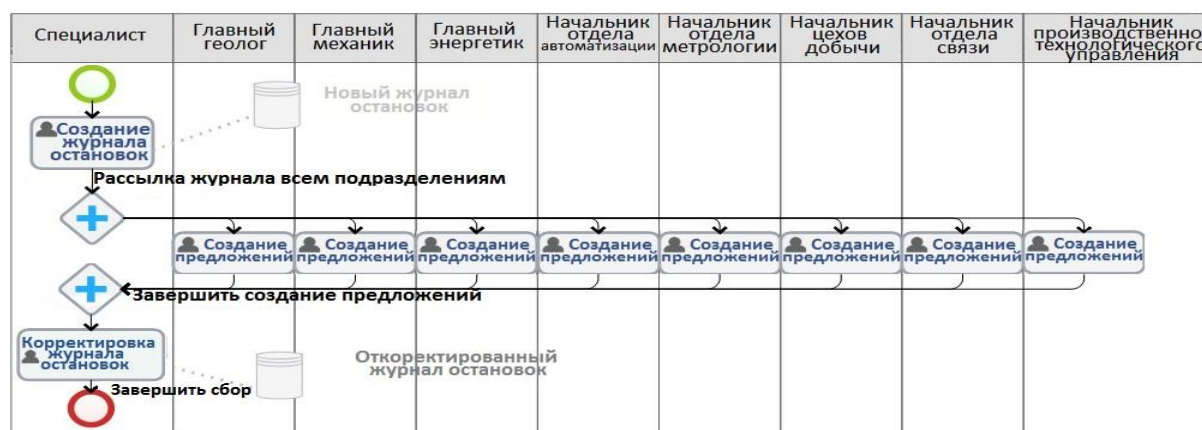 Специалист
Главный
геолог
Главный
механик
Главный
энергетик
Начальник
отдела
автоматизации
Начальник
отдела
метрологии
Начальник
цехов
добычи
Начальник
отдела
связи
Начальник
производственно
технологического
управления
Новый журнал
остановок
Создание
журнала
остановок
Рассылка журнала всем подразделениям
Создание
предложений
Создание
предложений
Создание
предложений
Создание
предложений
Создание
предложений
Создание
предложений
Создание
предложений
Создание
предложений
Завершить создание предложений
Корректировка
журнала
остановок
Откоректированный
журнал остановок
Завершить сбор